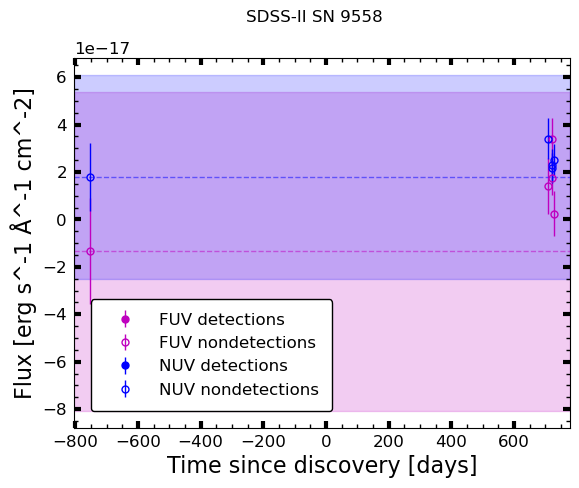 SDSS-II SN 9558
1e−17
6
4
2
0
−2
−4
−6
−8
Flux [erg s^-1 Å^-1 cm^-2]
FUV detections
FUV nondetections
NUV detections
NUV nondetections
−800 −600 −400 −200 0 200 400 600
Time since discovery [days]